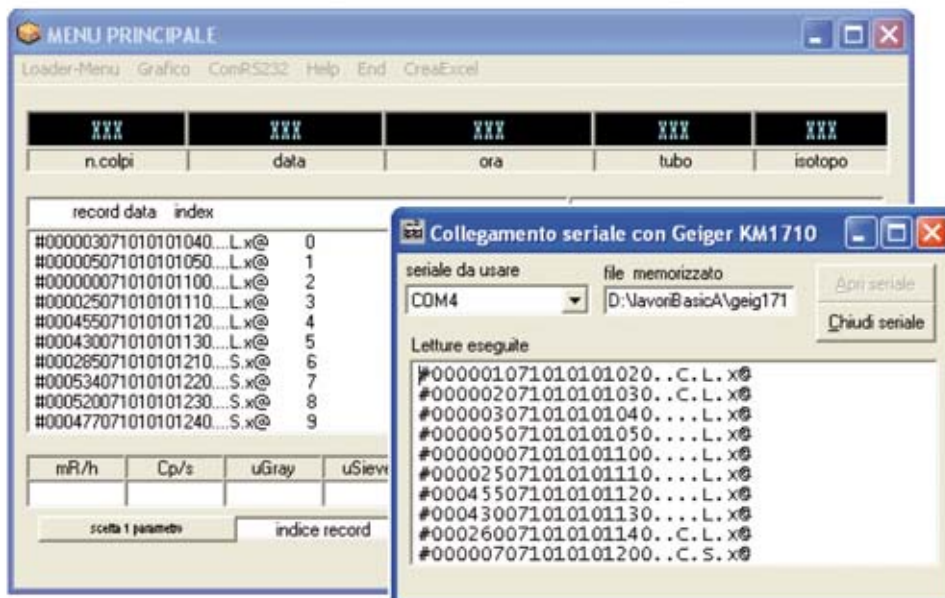 MENU PRINCIPALE
Loader-Menu Grafico ComRS232 Help End CreaExcel
XXX XXX XXX XXX XXX
n.colpi data ora tubo isotopo
record data index
#0000030710101010​40....L.x@ 0
#000005071010101050....L.x@ 1
#000000071010101100....L.x@ 2
#000025071010101110....L.x@ 3
#000455071010101120....L.x@ 4
#000430071010101130....L.x@ 5
#000285071010101210....S.x@ 6
#000534071010101220....S.x@ 7
#000520071010101230....S.x@ 8
#000477071010101240....S.x@ 9
mR/h Cp/s uGray uSieve
scelta 1 parametro indice record
Collegamento seriale con Geiger KM1710
seriale da usare file memorizzato Apri seriale
COM4 D:\lavoriBasicA\geig171
Chiudi seriale
Letture eseguite
#000001071010101020..C.L.x@
#000002071010101030..C.L.x@
#000003071010101040....L.x@
#000005071010101050....L.x@
#000000071010101100....L.x@
#000025071010101110....L.x@
#000455071010101120....L.x@
#000430071010101130....L.x@
#000260071010101140..C.L.x@
#000007071010101200..C.S.x@